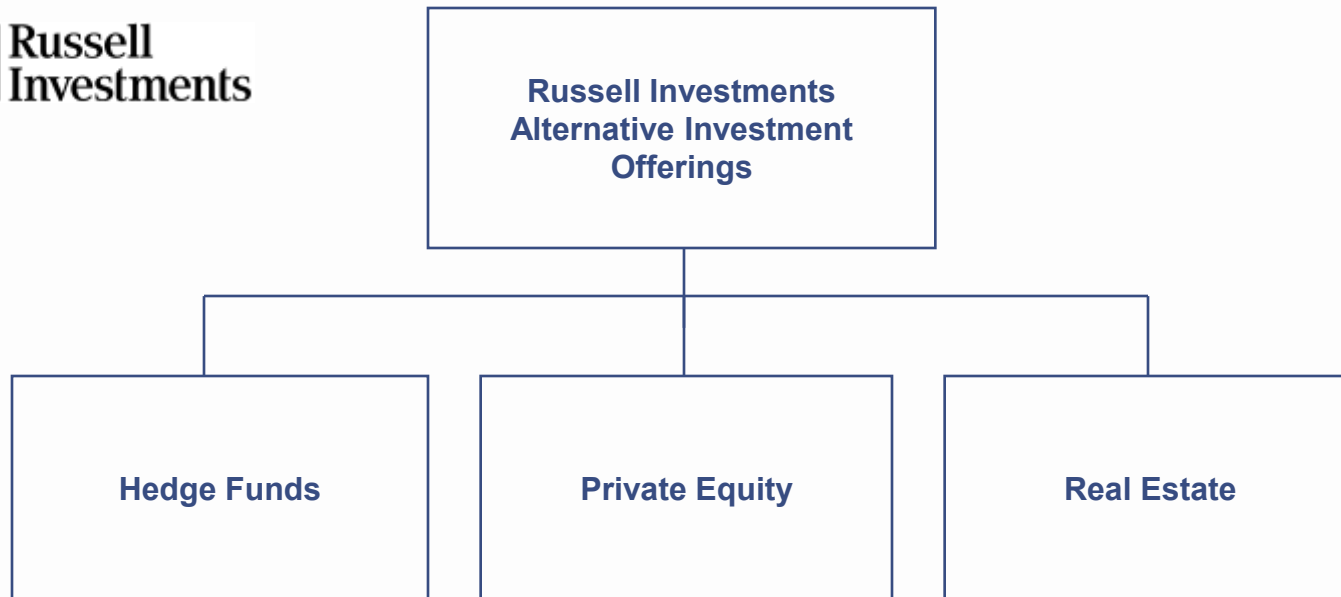 Russell
Investments
Russell Investments
Alternative Investment
Offerings
Hedge Funds
Private Equity
Real Estate